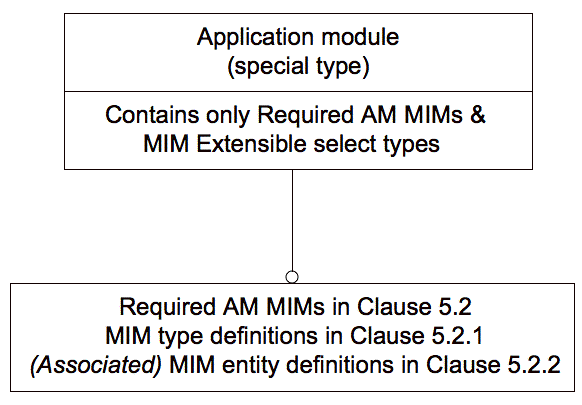 Application module
(special type)
Contains only Required AM MIMs &
MIM Extensible select types
Required AM MIMs in Clause 5.2
MIM type definitions in Clause 5.2.1
(Associated) MIM entity definitions in Clause 5.2.2